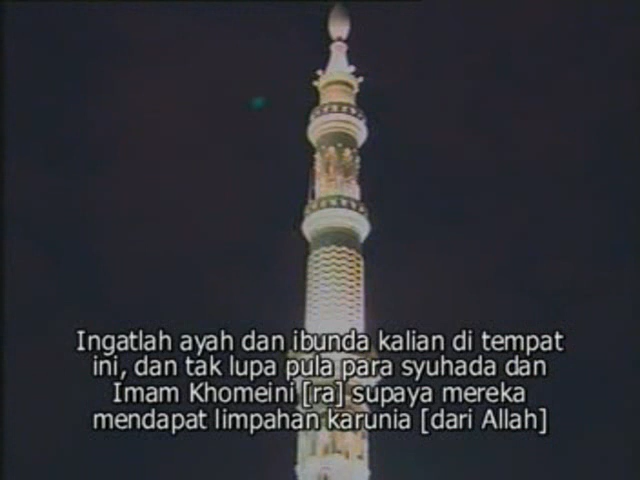 Ingatlah ayah dan ibunda kalian di tempat
ini, dan tak lupa pula para syuhada dan
Imam Khomeini [ra] supaya mereka
mendapat limpahan karunia [dari Allah]